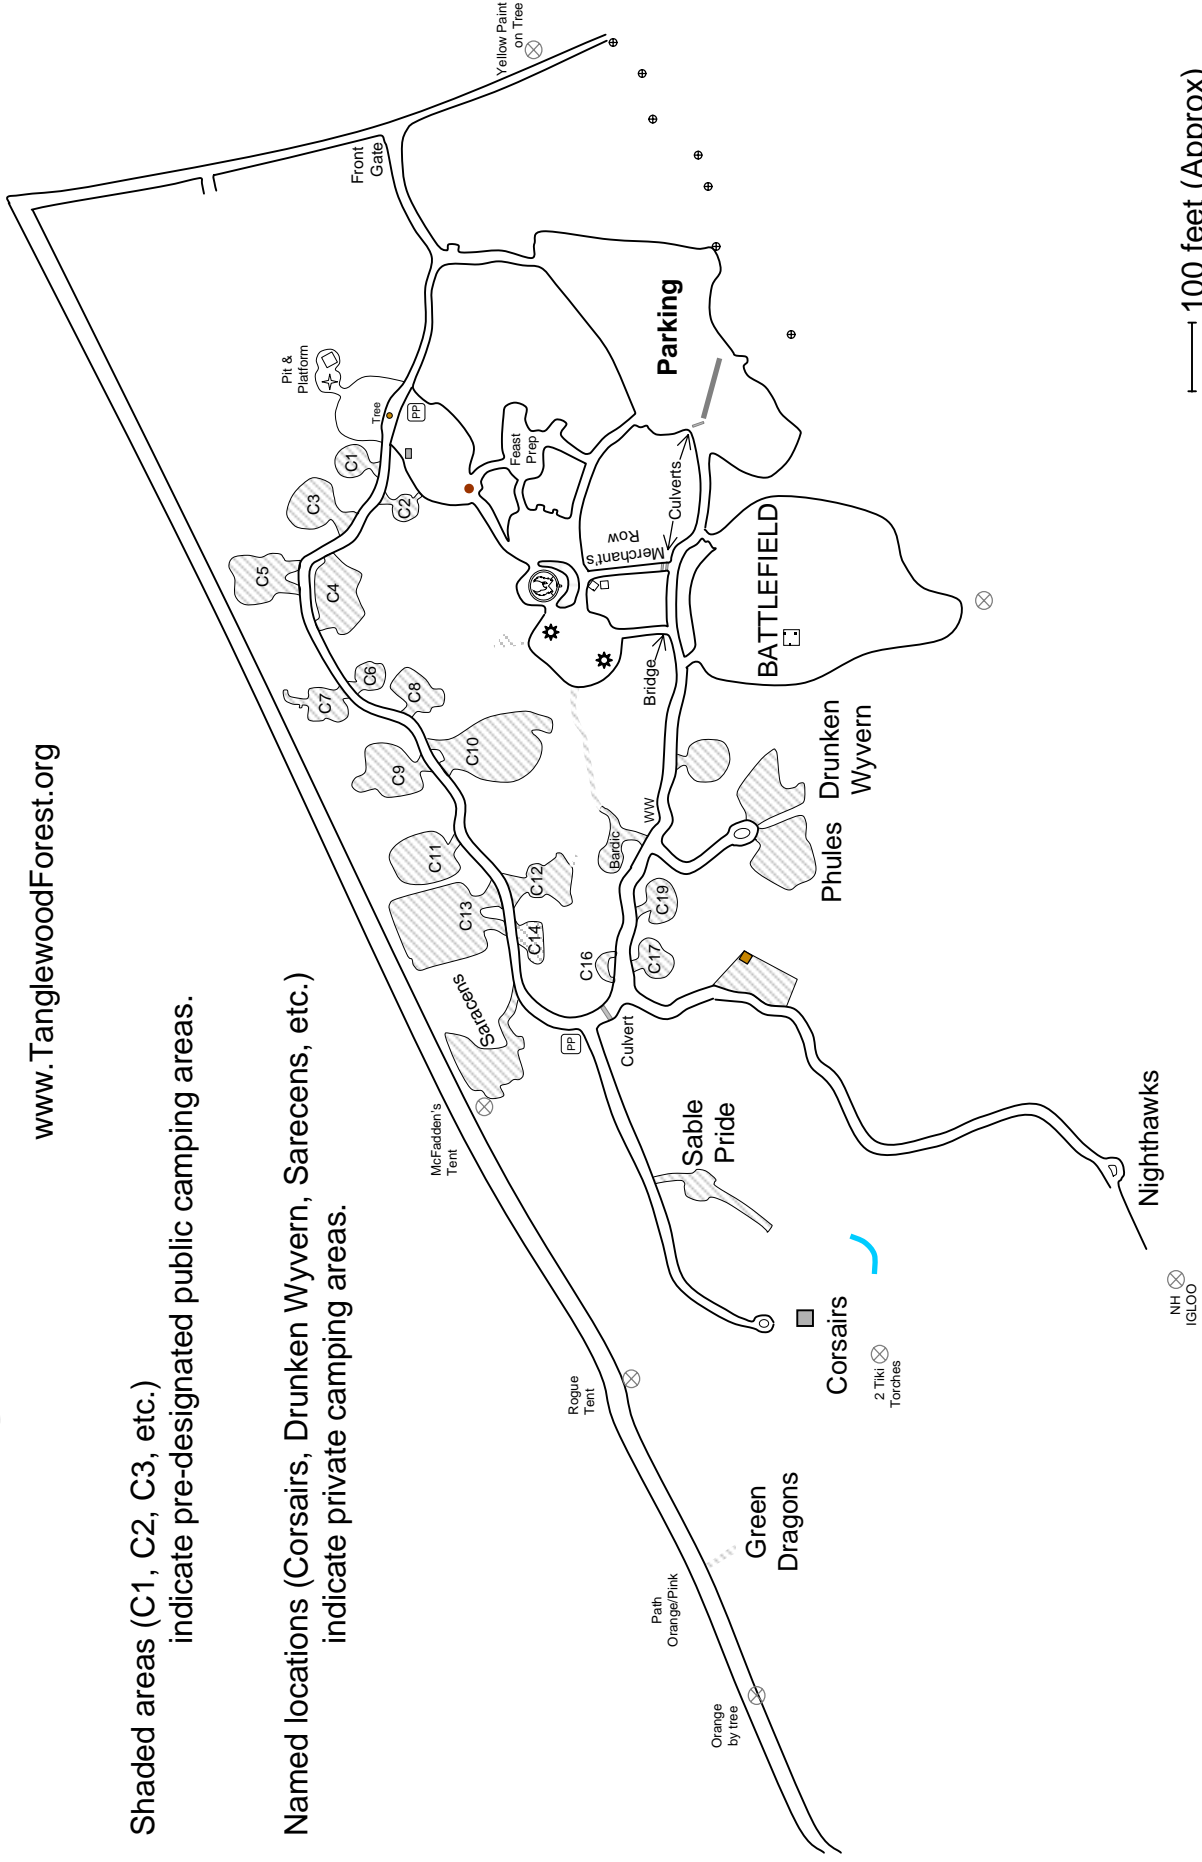 www.TanglewoodForest.org
Shaded areas (C1, C2, C3, etc.)
indicate pre-designated public camping areas.
Named locations (Corsairs, Drunken Wyvern, Sarecens, etc.)
indicate private camping areas.
Yellow Paint
on Tree
Front
Gate
Pit &
Platform
Tree
PP
C1
C2
C3
C5
C4
Feast
Prep
Parking
Merchant's
Row
Culverts
BATTLEFIELD
Bridge
C6
C7
C8
C9
C10
C11
C12
C13
C14
Saracens
McFadden's
Tent
WW
Bardic
Drunken
Wyvern
Phules
C19
C17
C16
PP
Culvert
Sable
Pride
Nighthawks
NH
IGLOO
Corsairs
2 Tiki
Torches
Rogue
Tent
Green
Dragons
Path
Orange/Pink
Orange
by tree
100 feet (Approx)